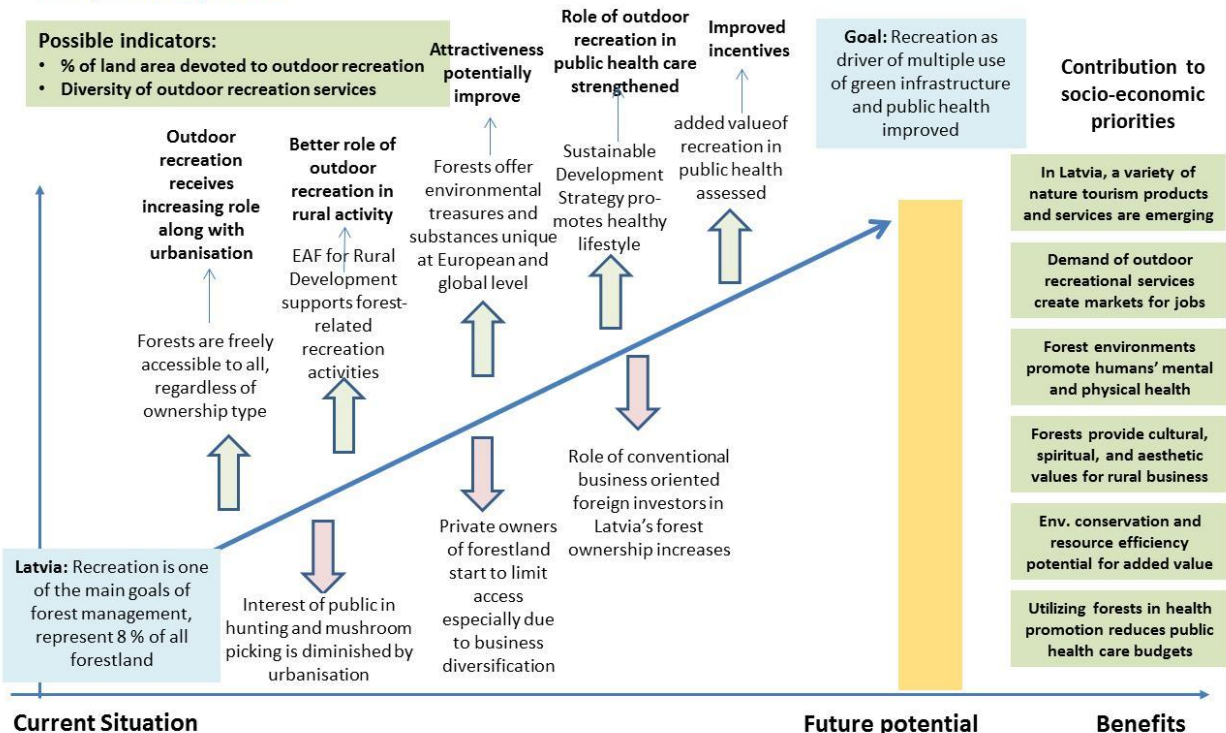 Possible indicators:
• % of land area devoted to outdoor recreation
• Diversity of outdoor recreation services
Outdoor
recreation
receives
increasing role
along with
urbanisation
Forests are freely
accessible to all,
regardless of
ownership type
Better role of
outdoor
recreation in
rural activity
EAF for Rural
Development
supports forest-
related
recreation
activities
Attractiveness
potentially
improve
Forests offer
environmental
treasures and
substances unique
at European and
global level
Role of outdoor
recreation in
public health care
strengthened
Sustainable
Development
Strategy pro-
motes healthy
lifestyle
Improved
incentives
added valueof
recreation in
public health
assessed
Goal: Recreation as
driver of multiple use
of green infrastructure
and public health
improved
Latvia: Recreation is one
of the main goals of
forest management,
represent 8 % of all
forestland
Interest of public in
hunting and mushroom
picking is diminished by
urbanisation
Private owners
of forestland
start to limit
access
especially due
to business
diversification
Role of conventional
business oriented
foreign investors in
Latvia's forest
ownership increases
Contribution to
socio-economic
priorities
In Latvia, a variety of
nature tourism products
and services are emerging
Demand of outdoor
recreational services
create markets for jobs
Forest environments
promote humans' mental
and physical health
Forests provide cultural,
spiritual, and aesthetic
values for rural business
Env. conservation and
resource efficiency
potential for added value
Utilizing forests in health
promotion reduces public
health care budgets
Current Situation
Future potential
Benefits